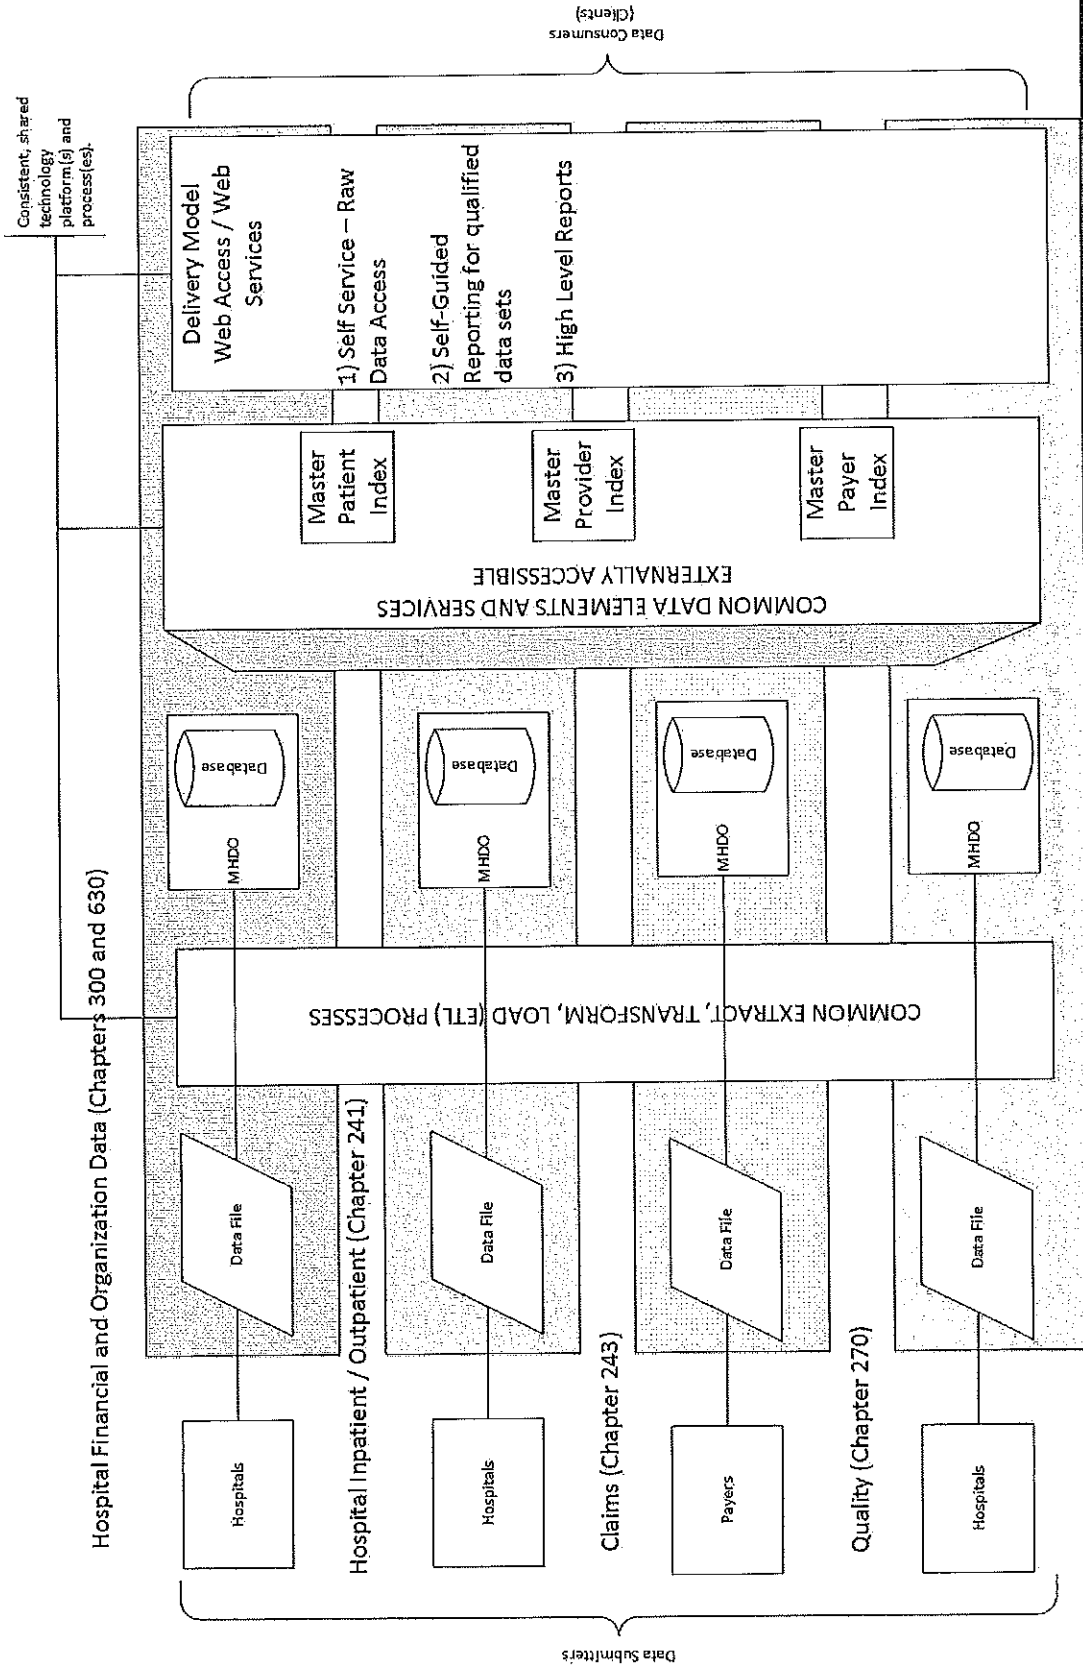 Hospital Financial and Organization Data (Chapters 300 and 630)
Consistent, shared
technology
platform(s) and
process(es).
Data Submitters
Hospitals
Data File
MHDO
Database
Hospital Inpatient / Outpatient (Chapter 241)
Hospitals
Data File
MHDO
Database
Claims (Chapter 243)
Payers
Data File
MHDO
Database
Quality (Chapter 270)
Hospitals
Data File
MHDO
Database
COMMON EXTRACT, TRANSFORM, LOAD (ETL) PROCESSES
COMMON DATA ELEMENTS AND SERVICES
EXTERNALLY ACCESSIBLE
Master
Patient
Index
Master
Provider
Index
Master
Payer
Index
Delivery Model
Web Access / Web
Services
1) Self Service – Raw
Data Access
2) Self-Guided
Reporting for qualified
data sets
3) High Level Reports
Data Consumers
(Clients)